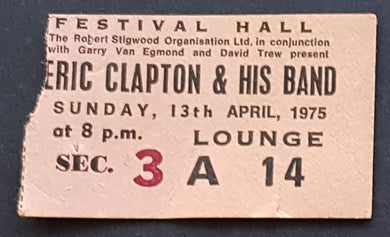 FESTIVAL HALL
The Robert Stigwood Organisation Ltd. in conjunction
with Garry Van Egmond and David Trew present
ERIC CLAPTON & HIS BAND
SUNDAY, 13th APRIL, 1975
at 8 p.m. LOUNGE
SEC. 3 A 14